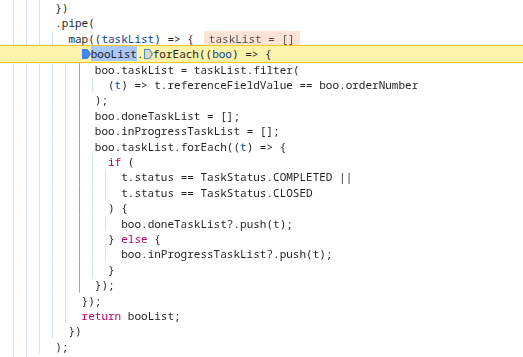 })
.pipe(
map((taskList) => { taskList = []
booList.forEach((boo) => {
boo.taskList = taskList.filter(
(t) => t.referenceFieldValue == boo.orderNumber
);
boo.doneTaskList = [];
boo.inProgressTaskList = [];
boo.taskList.forEach((t) => {
if (
t.status == TaskStatus.COMPLETED ||
t.status == TaskStatus.CLOSED
) {
boo.doneTaskList?.push(t);
} else {
boo.inProgressTaskList?.push(t);
}
});
});
return booList;
})
);